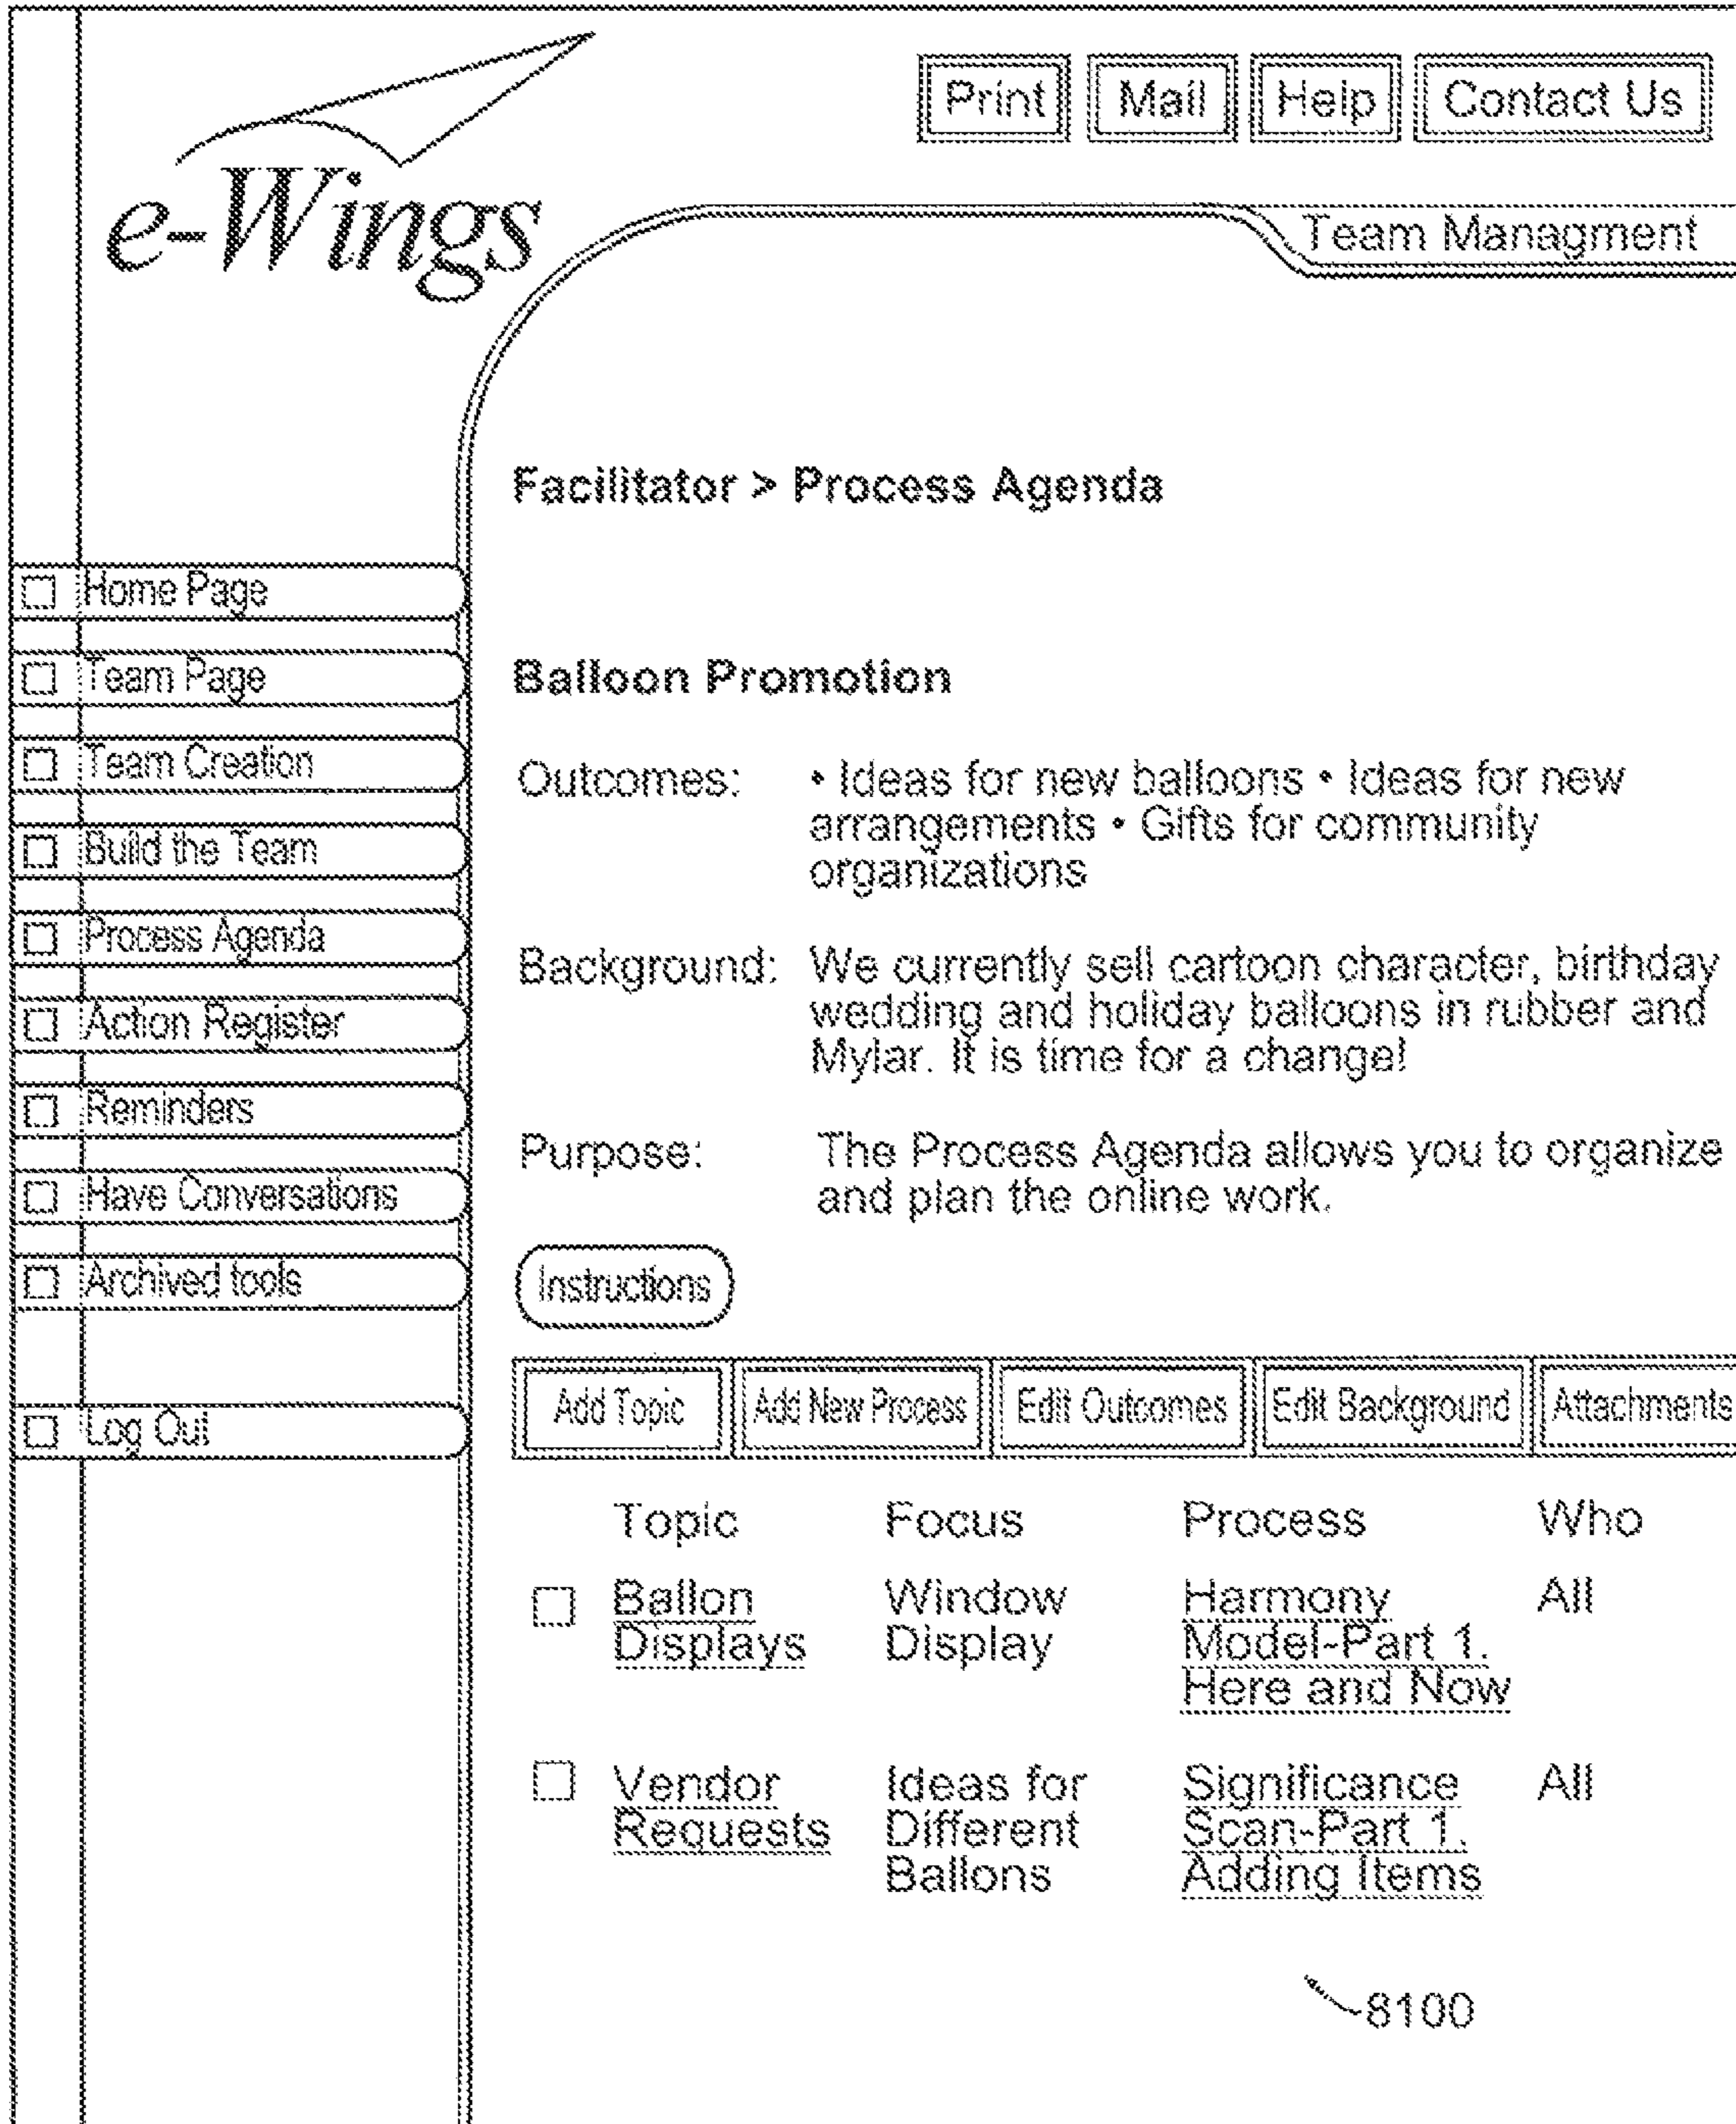 Print Mail Help Contact Us
e-Wings
Team Managment
Facilitator > Process Agenda
Home Page
Team Page
Team Creation
Build the Team
Process Agenda
Action Register
Reminders
Have Conversations
Archived tools
Log Out
Balloon Promotion
Outcomes: • Ideas for new balloons • Ideas for new
arrangements • Gifts for community
organizations
Background: We currently sell cartoon character, birthday
wedding and holiday balloons in rubber and
Mylar. It is time for a change!
Purpose: The Process Agenda allows you to organize
and plan the online work.
Instructions
Add Topic Add New Process Edit Outcomes Edit Background Attachments
Topic Focus Process Who
Ballon Window Harmony All
Displays Display Model-Part 1.
Here and Now
Vendor Ideas for Significance All
Requests Different Scan-Part 1.
Ballons Adding Items
8100